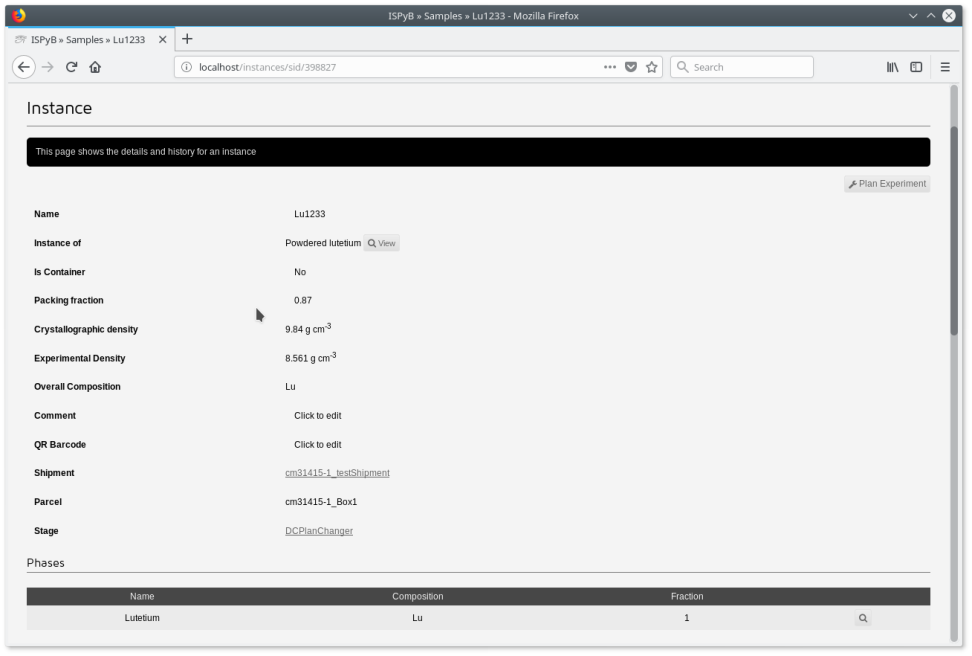 ISPyB » Samples » Lu1233 - Mozilla Firefox
ISPyB » Samples » Lu1233
localhost/instances/sid/398827
Search
Instance
This page shows the details and history for an instance
Plan Experiment
Name Lu1233
Instance of Powdered lutetium View
Is Container No
Packing fraction 0.87
Crystallographic density 9.84 g cm-3
Experimental Density 8.561 g cm-3
Overall Composition Lu
Comment Click to edit
QR Barcode Click to edit
Shipment cm31415-1_testShipment
Parcel cm31415-1_Box1
Stage DCPlanChanger
Phases
Name Composition Fraction
Lutetium Lu 1